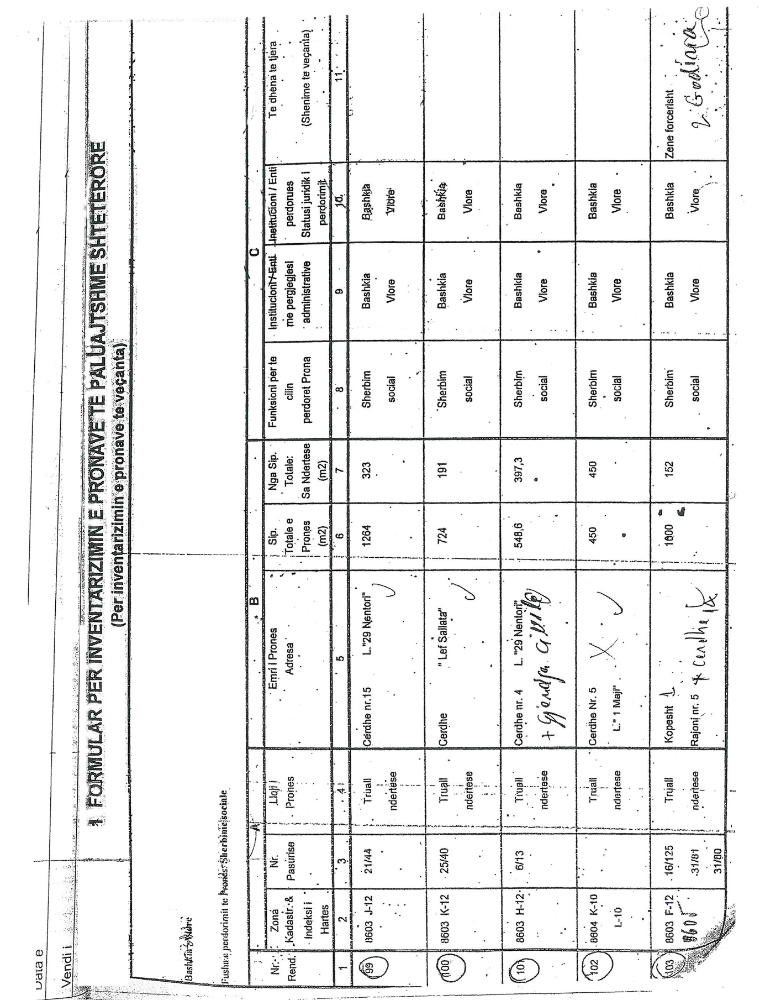 Data e
Vendi i
1 FORMULAR PER INVENTARIZIMIN E PRONAVE TE PALUAJTSHME SHTETERORE
(Per inventarizimin e pronave te veçanta)
Bashkia Vlorë
Fusha e perdorimit te Prones: Sherbime sociale
A B C
Nr. Rend. | Zona Kadastr. & Indeksi i Hartes | Nr. Pasurise | Lloji i Prones | Emri i Prones Adresa | Sip. Totale e Prones (m2) | Nga Sip. Totale: Sa Ndertese (m2) | Funksioni per te cilin perdoret Prona | Institucioni / Enti me pergjegjesi administrative | Institucioni / Enti perdorues Statusi juridik i perdorimit | Te dhena te tjera (Shenime te veçanta)
1 2 3 4 5 6 7 8 9 10 11
99 8603 J-12 21/44 Truall Cerdhe nr.15 L."29 Nentori" 1264 323 Sherbim Bashkia Bashkia
ndertese social Vlore Vlore
100 8603 K-12 25/40 Truall Cerdhe " Lef Sallata" 724 191 Sherbim Bashkia Bashkia
ndertese social Vlore Vlore
101 8603 H-12 6/13 Truall Cerdhe nr. 4 L. "29 Nentori" 548,6 397,3 Sherbim Bashkia Bashkia
ndertese + Gjendja civile social Vlore Vlore
102 8604 K-10 Truall Cerdhe Nr. 5 450 450 Sherbim Bashkia Bashkia
L-10 ndertese L." 1 Maji" X social Vlore Vlore
103 8603 F-12 16/125 Truall Kopesht 1 1600 152 Sherbim Bashkia Bashkia Zene forcerisht
8605 31/81 ndertese Rajoni nr. 5 * Cerdhe social Vlore Vlore 2 Godina
31/80